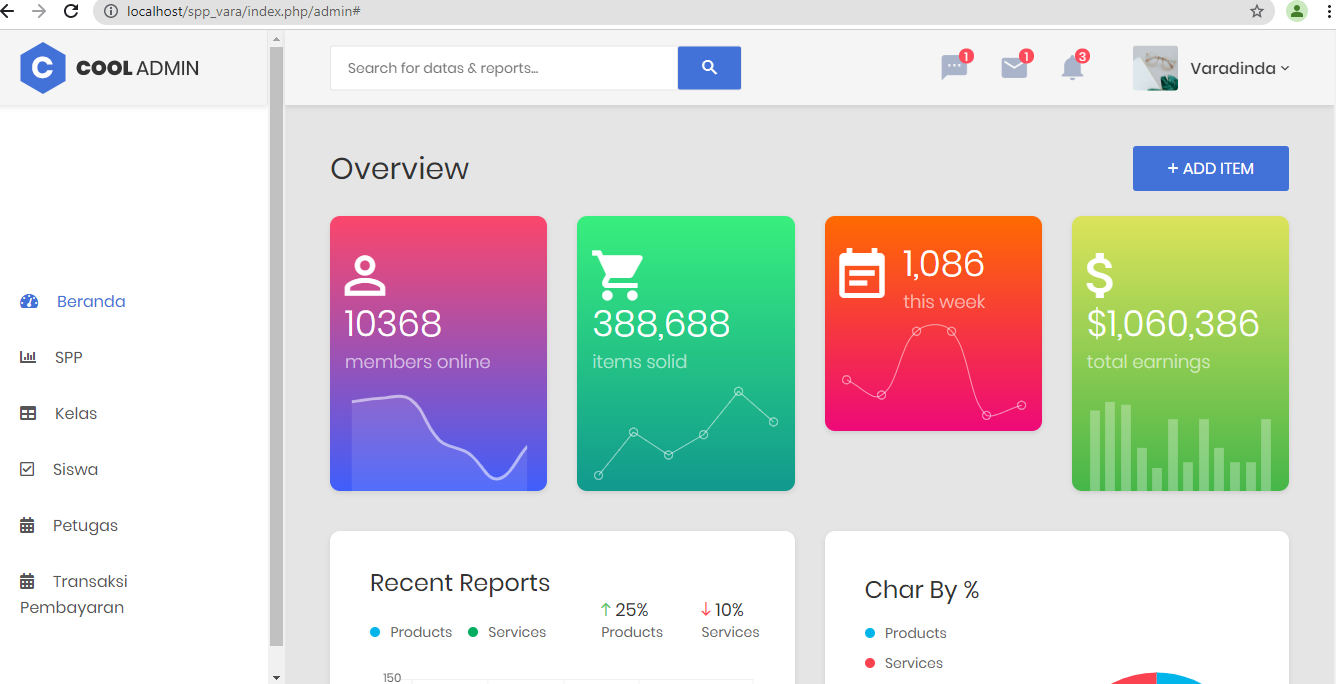 localhost/spp_vara/index.php/admin#
C COOL ADMIN
Search for datas & reports...
1
1
3
Varadinda
Overview
+ ADD ITEM
10368
members online
388,688
items solid
1,086
this week
$1,060,386
total earnings
Beranda
SPP
Kelas
Siswa
Petugas
Transaksi
Pembayaran
Recent Reports
Products
Services
25%
Products
10%
Services
150
Char By %
Products
Services